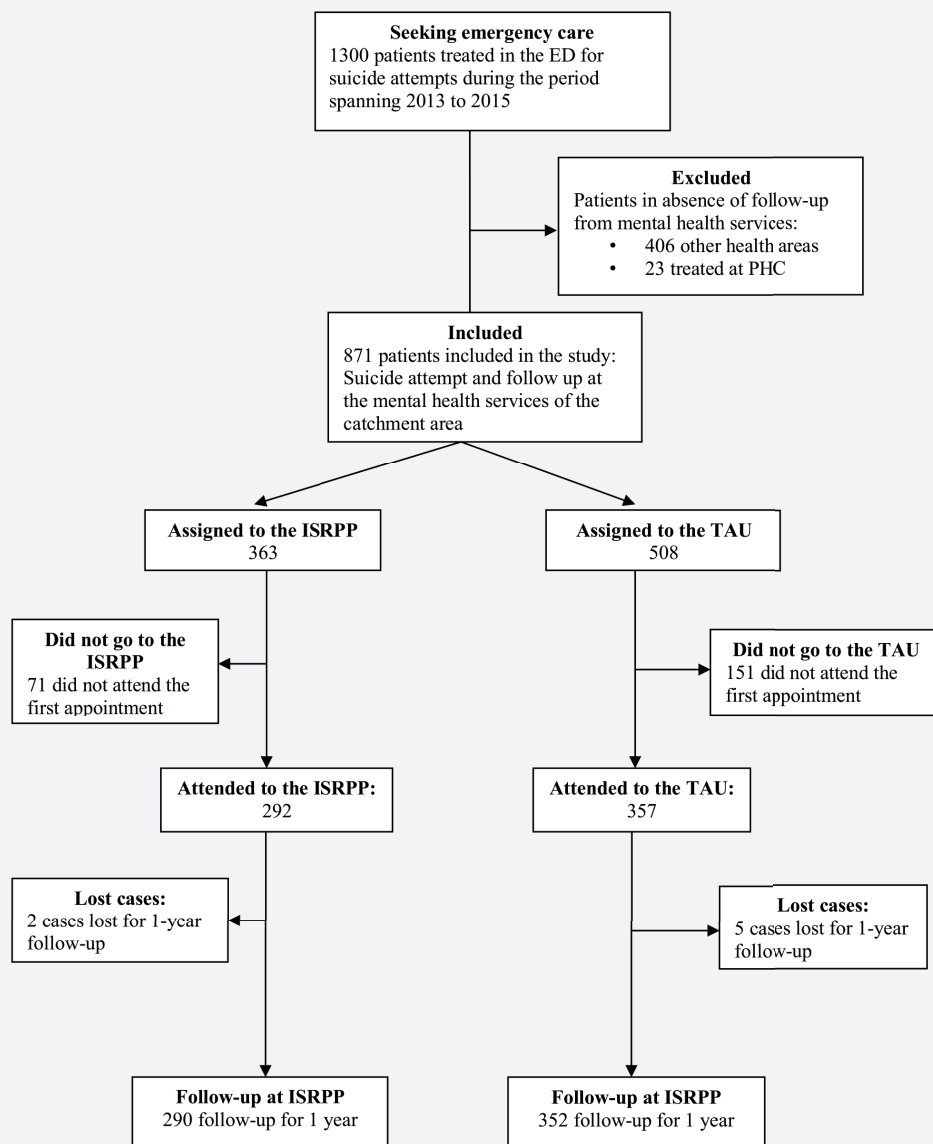 Seeking emergency care
1300 patients treated in the ED for
suicide attempts during the period
spanning 2013 to 2015
Excluded
Patients in absence of follow-up
from mental health services:
• 406 other health areas
• 23 treated at PHC
Included
871 patients included in the study:
Suicide attempt and follow up at
the mental health services of the
catchment area
Assigned to the ISRPP
363
Assigned to the TAU
508
Did not go to the
ISRPP
71 did not attend the
first appointment
Did not go to the TAU
151 did not attend the
first appointment
Attended to the ISRPP:
292
Attended to the TAU:
357
Lost cases:
2 cases lost for 1-year
follow-up
Lost cases:
5 cases lost for 1-year
follow-up
Follow-up at ISRPP
290 follow-up for 1 year
Follow-up at ISRPP
352 follow-up for 1 year